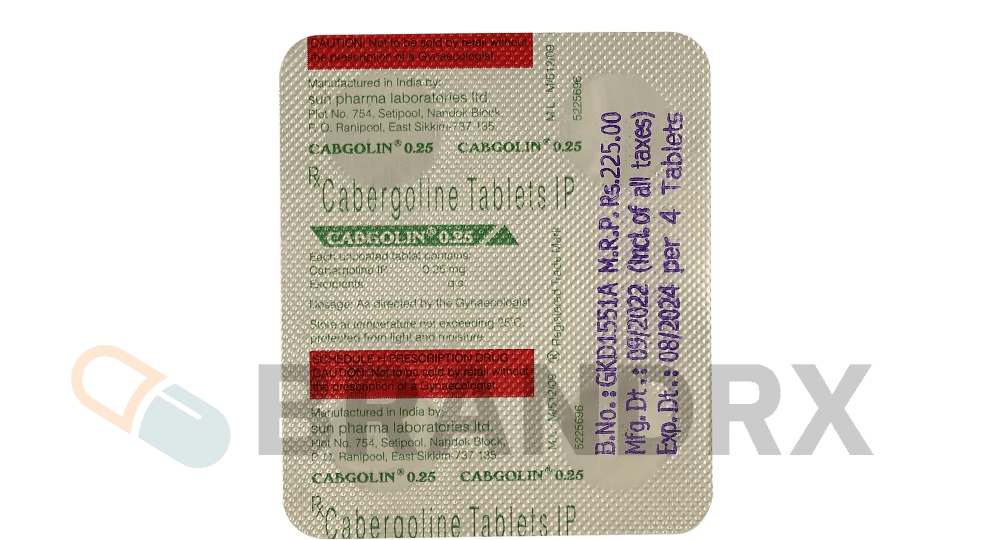 CAUTION: Not to be sold by retail without
the prescription of a Gynaecologist
Manufactured in India by:
sun pharma laboratories ltd.
Plot No. 754, Setipool, Nandok Block,
P. O. Ranipool, East Sikkim-737 135
CABGOLIN® 0.25 CABGOLIN® 0.25
Rx
Cabergoline Tablets IP
CABGOLIN® 0.25
Each uncoated tablet contains:
Cabergoline IP 0.25 mg
Excipients q.s.
Dosage: As directed by the Gynaecologist
Store at temperature not exceeding 25°C,
protected from light and moisture.
SCHEDULE H PRESCRIPTION DRUG -
CAUTION: Not to be sold by retail without
the prescription of a Gynaecologist
Manufactured in India by:
sun pharma laboratories ltd.
Plot No. 754, Setipool, Nandok Block,
P. O. Ranipool, East Sikkim-737 135
CABGOLIN® 0.25 CABGOLIN® 0.25
Rx
Cabergoline Tablets IP
M.L. M/612/09
5225696
® Registered Trade Mark
M.L. M/612/09
5225696
B.No.:GKD1551A M.R.P.Rs.225.00
Mfg.Dt.:09/2022 (Incl.of all taxes)
Exp.Dt.:08/2024 per 4 Tablets